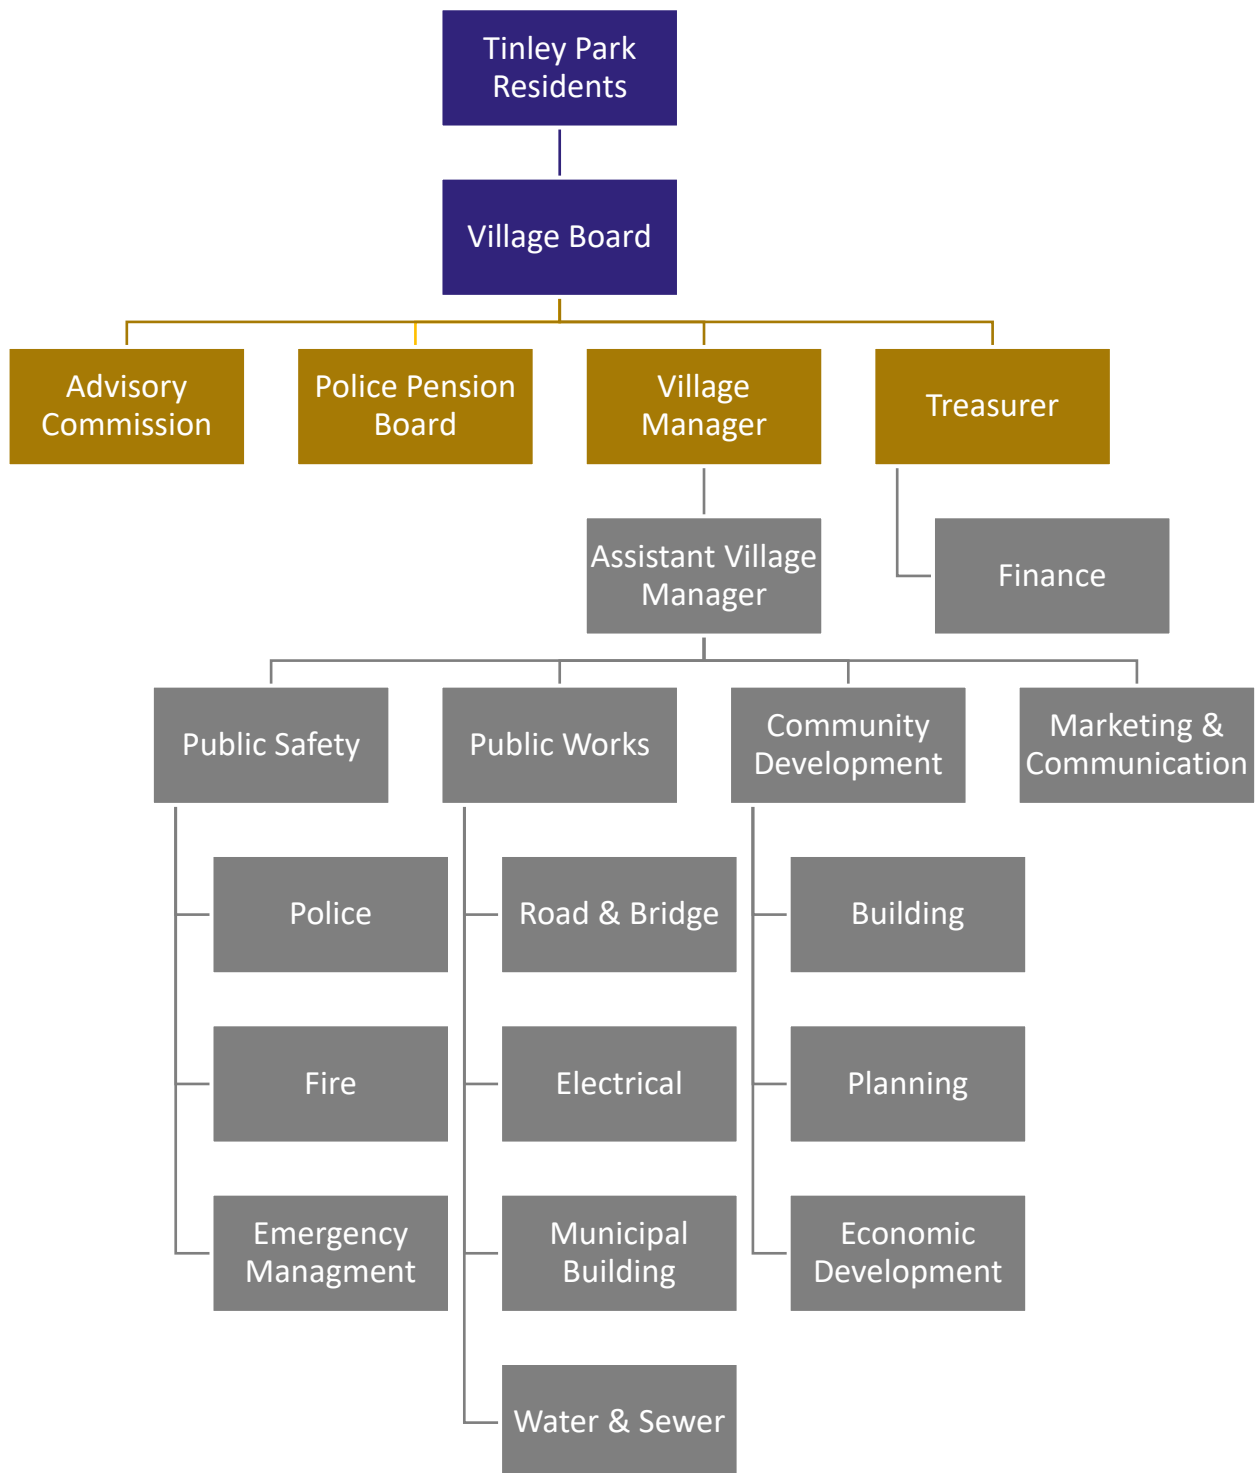 Tinley Park
Residents
Village Board
Advisory
Commission
Police Pension
Board
Village
Manager
Treasurer
Assistant Village
Manager
Finance
Public Safety
Public Works
Community
Development
Marketing &
Communication
Police
Road & Bridge
Building
Fire
Electrical
Planning
Emergency
Managment
Municipal
Building
Economic
Development
Water & Sewer